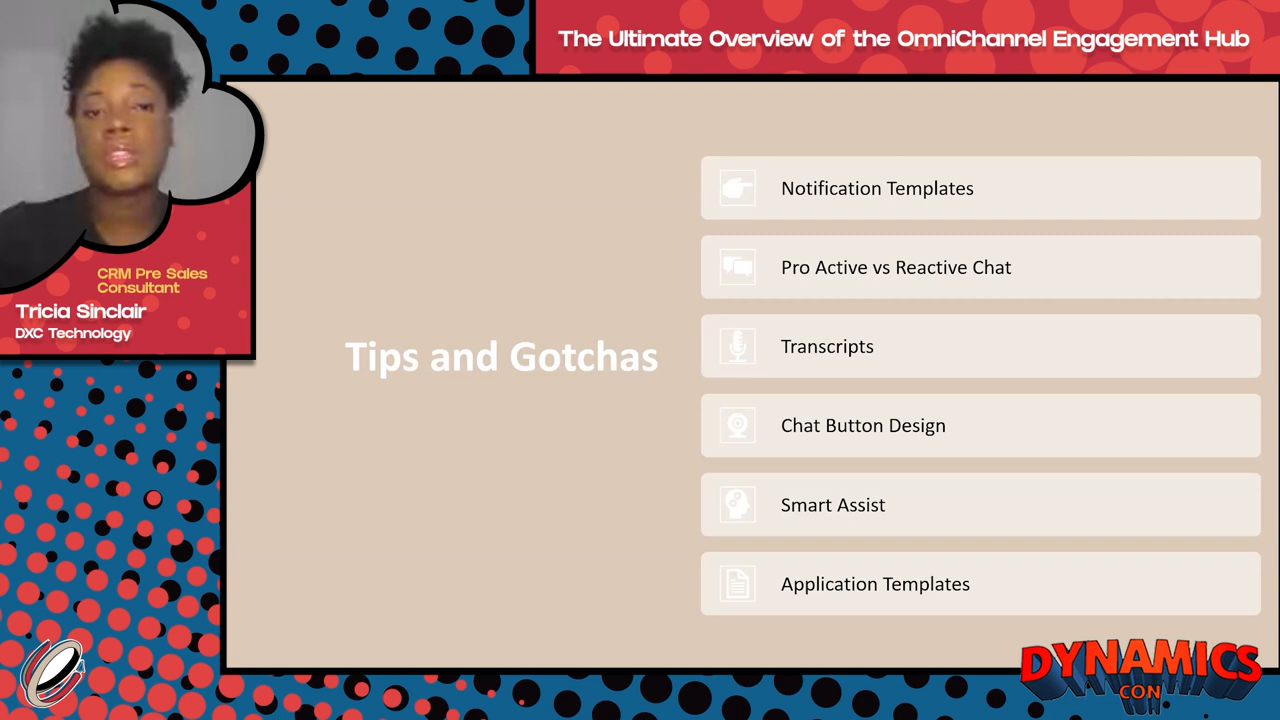 The Ultimate Overview of the OmniChannel Engagement Hub
CRM Pre Sales
Consultant
Tricia Sinclair
DXC Technology
Tips and Gotchas
Notification Templates
Pro Active vs Reactive Chat
Transcripts
Chat Button Design
Smart Assist
Application Templates
DYNAMICS
CON